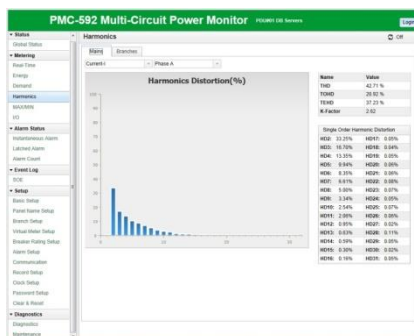 PMC-592 Multi-Circuit Power Monitor
Login
Status
Global Status
Metering
Real Time
Energy
Demand
Harmonics
MAX/MIN
I/O
Alarm Status
Instantaneous Alarm
Latched Alarm
Alarm Count
Event Log
SOE
Setup
Basic Setup
Panel Name Setup
Branch Setup
Virtual Meter Setup
Breaker Rating Setup
Alarm Setup
Communication
Record Setup
Clock Setup
Password Setup
Clear & Reset
Diagnostics
Diagnostics
Maintenance
Harmonics
Off
Mains Branches
Current-I Phase A
Harmonics Distortion(%)
Name Value
THD 42.71 %
TOHD 20.92 %
TEHD 37.23 %
K-Factor 2.62
Single Order Harmonic Distortion
HD2: 33.25% HD17: 0.05%
HD3: 16.76% HD18: 0.04%
HD4: 13.35% HD19: 0.05%
HD5: 9.94% HD20: 0.06%
HD6: 8.35% HD21: 0.06%
HD7: 6.61% HD22: 0.08%
HD8: 5.00% HD23: 0.07%
HD9: 3.34% HD24: 0.05%
HD10: 2.54% HD25: 0.07%
HD11: 2.06% HD26: 0.06%
HD12: 0.95% HD27: 0.02%
HD13: 0.63% HD28: 0.11%
HD14: 0.59% HD29: 0.05%
HD15: 0.30% HD30: 0.02%
HD16: 0.16% HD31: 0.05%